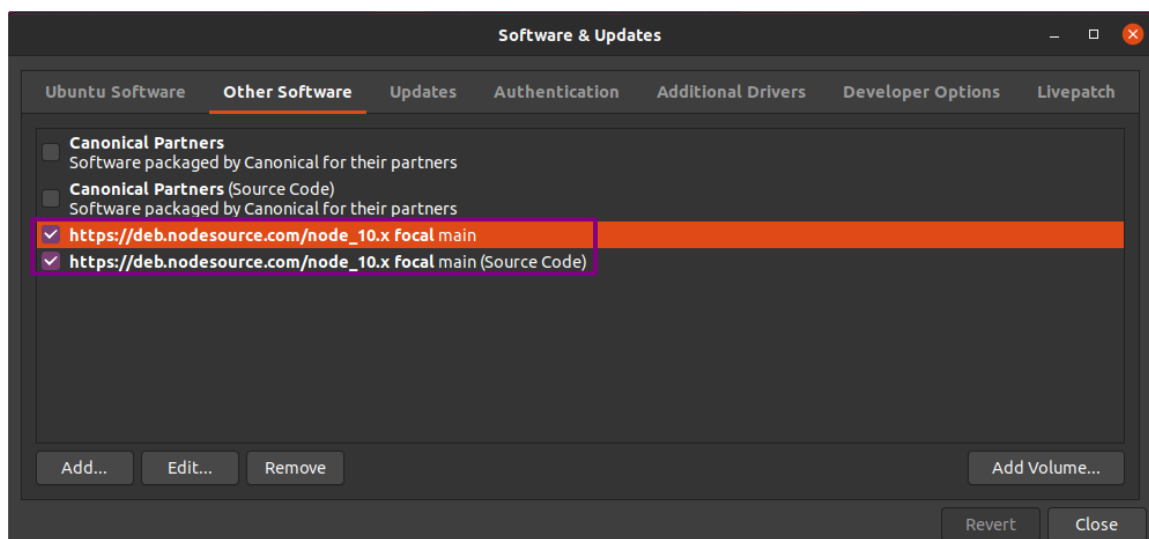 Software & Updates
Ubuntu Software Other Software Updates Authentication Additional Drivers Developer Options Livepatch
Canonical Partners
Software packaged by Canonical for their partners
Canonical Partners (Source Code)
Software packaged by Canonical for their partners
https://deb.nodesource.com/node_10.x focal main
https://deb.nodesource.com/node_10.x focal main (Source Code)
Add... Edit... Remove Add Volume...
Revert Close